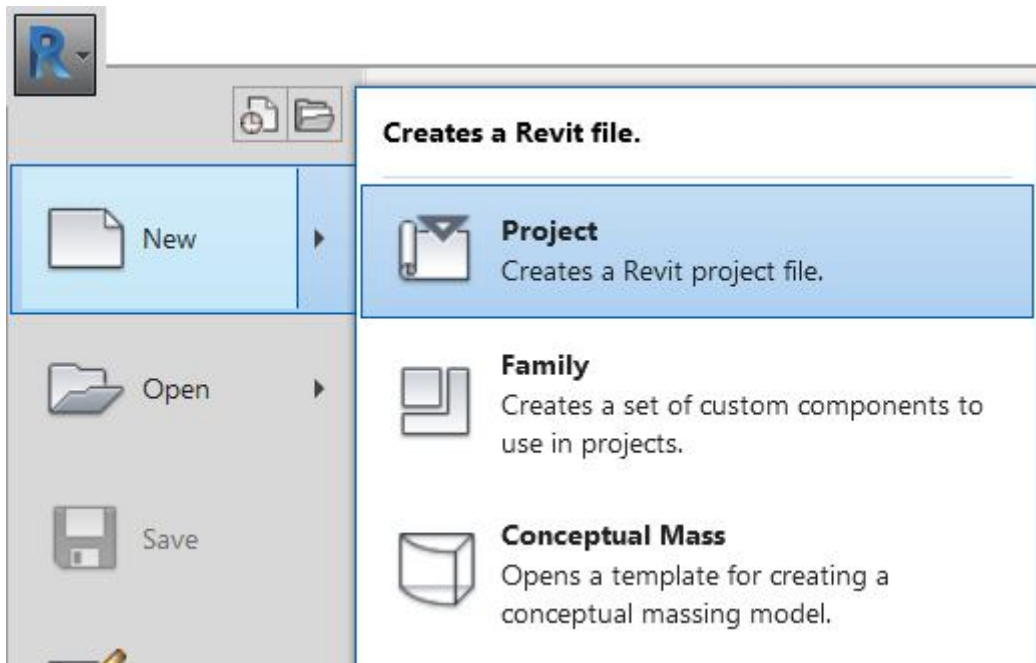 R
Creates a Revit file.
New
Project
Creates a Revit project file.
Open
Family
Creates a set of custom components to
use in projects.
Save
Conceptual Mass
Opens a template for creating a
conceptual massing model.